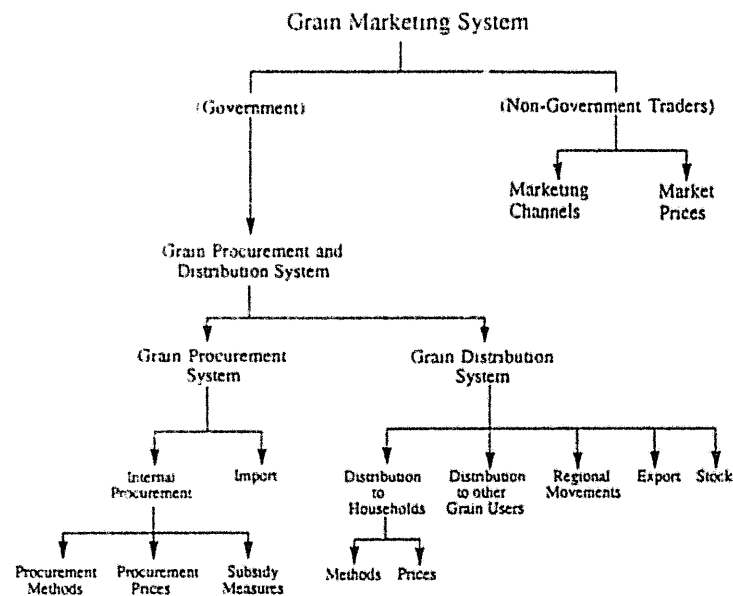 Grain Marketing System
(Government)
(Non-Government Traders)
Marketing
Channels
Market
Prices
Grain Procurement and
Distribution System
Grain Procurement
System
Grain Distribution
System
Internal
Procurement
Import
Distribution
to
Households
Distribution
to other
Grain Users
Regional
Movements
Export
Stock
Procurement
Methods
Procurement
Prices
Subsidy
Measures
Methods
Prices